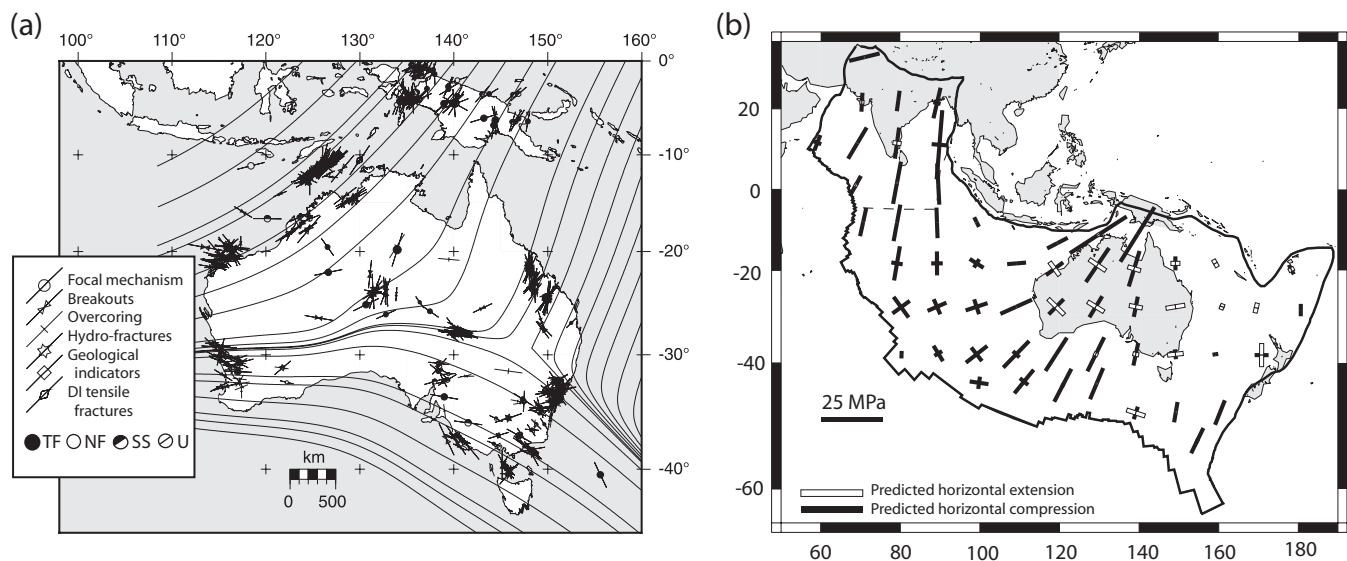 (a)
100° 110° 120° 130° 140° 150° 160°
0°
-10°
-20°
-30°
-40°
Focal mechanism
Breakouts
Overcoring
Hydro-fractures
Geological
indicators
DI tensile
fractures
TF NF SS U
km
0 500
(b)
20
0
-20
-40
-60
25 MPa
Predicted horizontal extension
Predicted horizontal compression
60 80 100 120 140 160 180